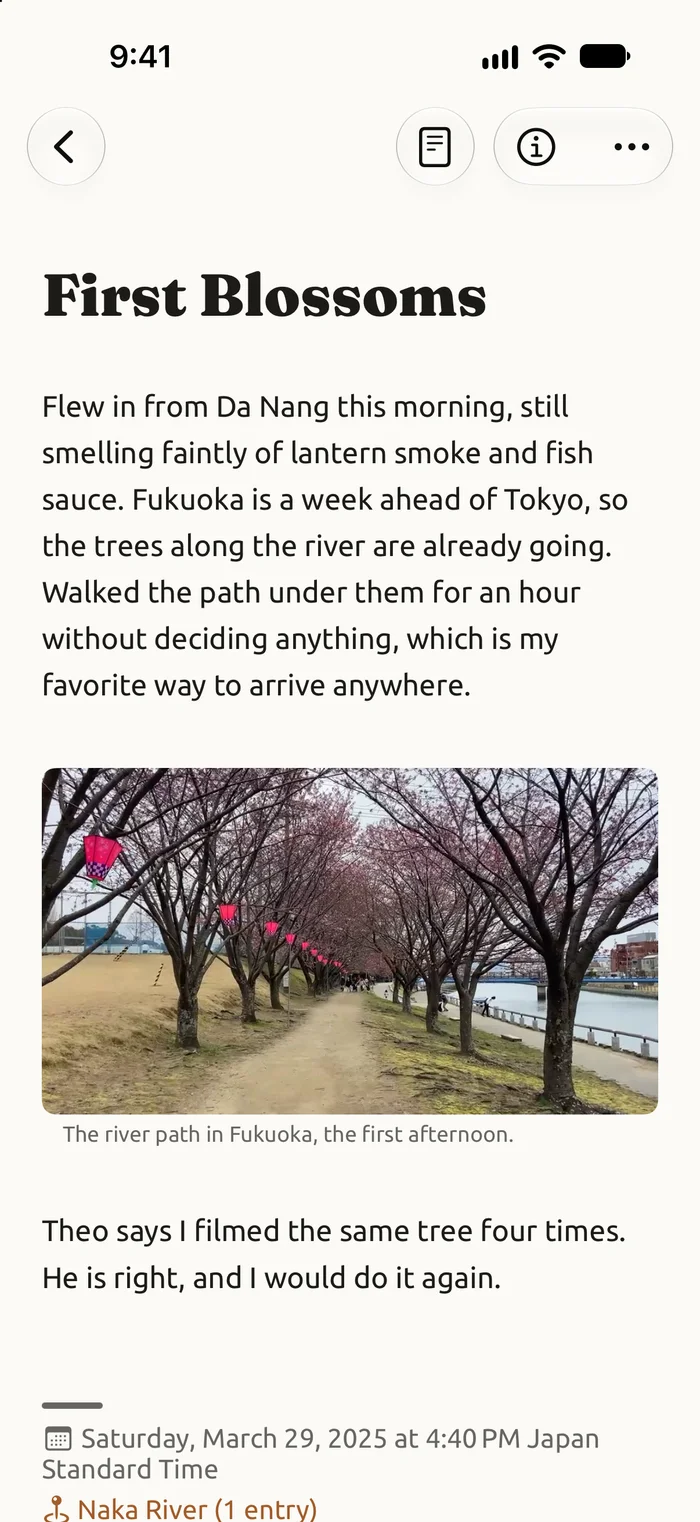 9:41
First Blossoms
Flew in from Da Nang this morning, still
smelling faintly of lantern smoke and fish
sauce. Fukuoka is a week ahead of Tokyo, so
the trees along the river are already going.
Walked the path under them for an hour
without deciding anything, which is my
favorite way to arrive anywhere.
The river path in Fukuoka, the first afternoon.
Theo says I filmed the same tree four times.
He is right, and I would do it again.
Saturday, March 29, 2025 at 4:40 PM Japan
Standard Time
Naka River (1 entry)